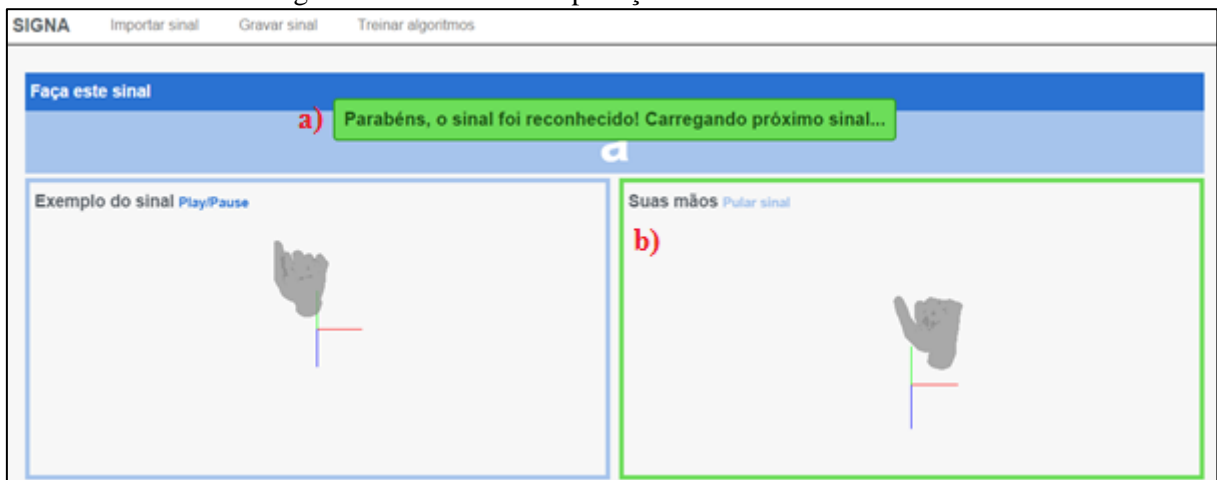 SIGNA Importar sinal Gravar sinal Treinar algoritmos
Faça este sinal
a) Parabéns, o sinal foi reconhecido! Carregando próximo sinal...
a
Exemplo do sinal Play/Pause
Suas mãos Pular sinal
b)